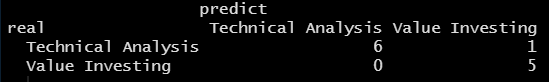 predict
real Technical Analysis Value Investing
Technical Analysis 6 1
Value Investing 0 5